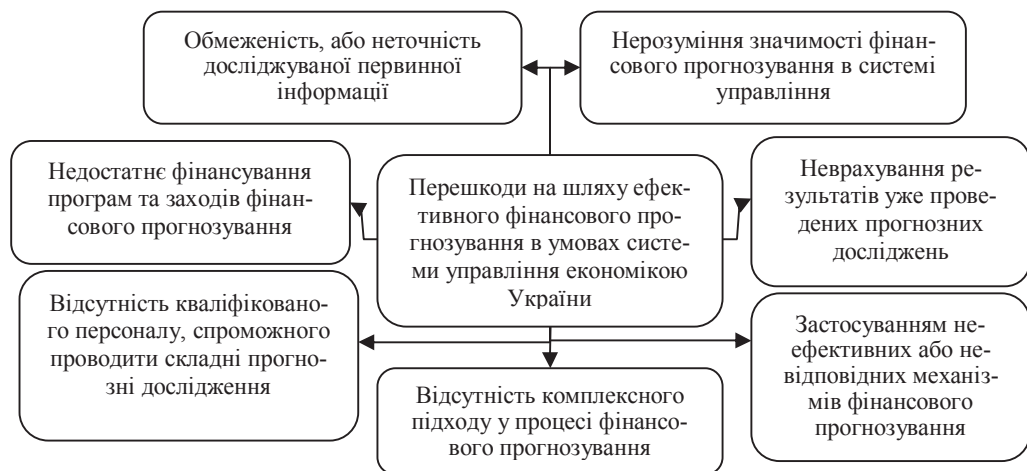 Обмеженість, або неточність
досліджуваної первинної
інформації
Нерозуміння значимості фінан-
сового прогнозування в системі
управління
Недостатнє фінансування
програм та заходів фінан-
сового прогнозування
Перешкоди на шляху ефек-
тивного фінансового про-
гнозування в умовах систе-
ми управління економікою
України
Неврахування ре-
зультатів уже прове-
дених прогнозних
досліджень
Відсутність кваліфіковано-
го персоналу, спроможного
проводити складні прогно-
зні дослідження
Відсутність комплексного
підходу у процесі фінансо-
вого прогнозування
Застосуванням не-
ефективних або не-
відповідних механіз-
мів фінансового
прогнозування